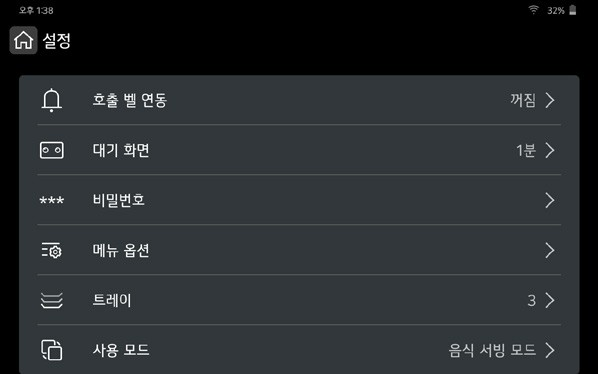 오후 1:38
32%
설정
호출 벨 연동 꺼짐
대기 화면 1분
*** 비밀번호
메뉴 옵션
트레이 3
사용 모드 음식 서빙 모드